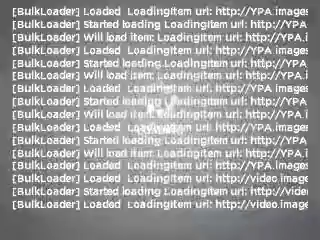 [BulkLoader] Loaded LoadingItem url: http://YPA.images
[BulkLoader] Started loading LoadingItem url: http://YPA
[BulkLoader] Will load item: LoadingItem url: http://YPA.i
[BulkLoader] Loaded LoadingItem url: http://YPA.images
[BulkLoader] Started loading LoadingItem url: http://YPA
[BulkLoader] Will load item: LoadingItem url: http://YPA.i
[BulkLoader] Loaded LoadingItem url: http://YPA.images
[BulkLoader] Started loading LoadingItem url: http://YPA
[BulkLoader] Will load item: LoadingItem url: http://YPA.i
[BulkLoader] Loaded LoadingItem url: http://YPA.images
[BulkLoader] Started loading LoadingItem url: http://YPA
[BulkLoader] Will load item: LoadingItem url: http://YPA.i
[BulkLoader] Loaded LoadingItem url: http://YPA.images
[BulkLoader] Loaded LoadingItem url: http://video.image
[BulkLoader] Started loading LoadingItem url: http://vide
[BulkLoader] Loaded LoadingItem url: http://video.image